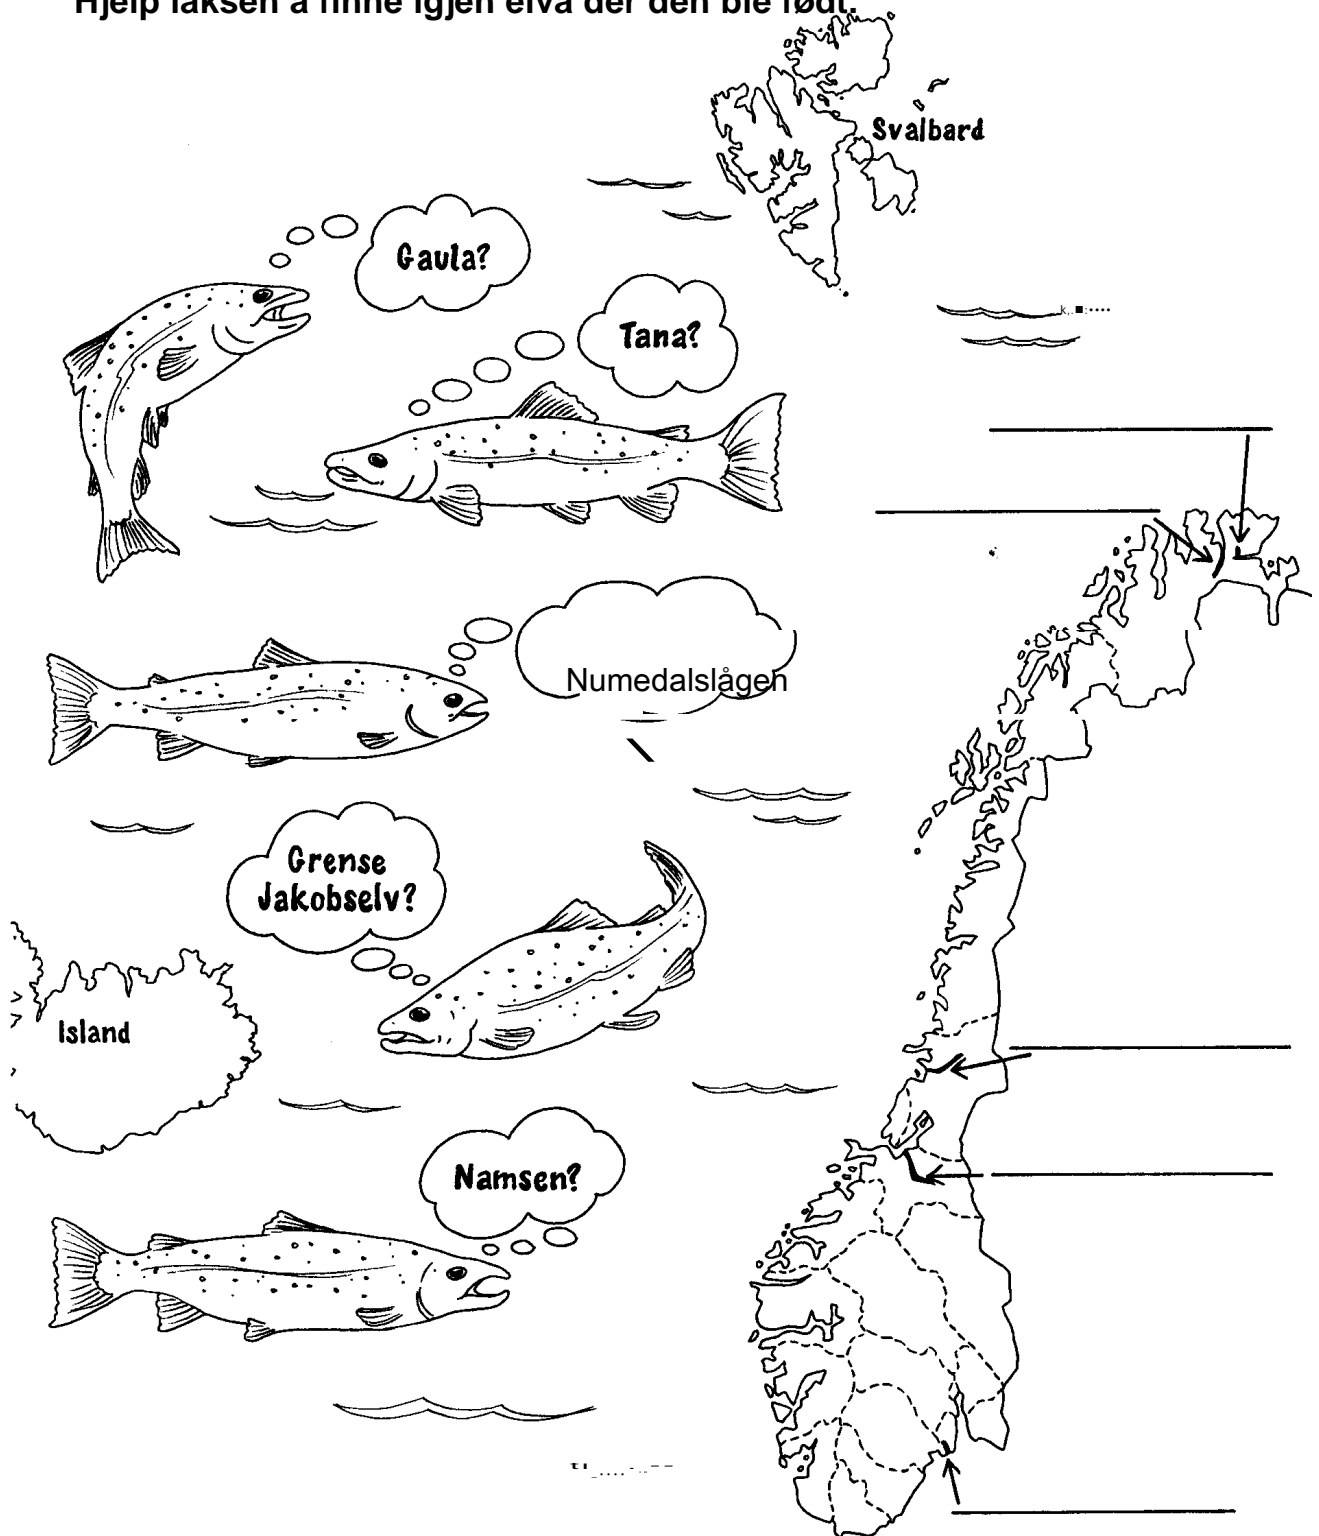 Hjelp laksen å finne igjen elva der den ble født.
Svalbard
Gaula?
Tana?
Numedalslågen
Grense
Jakobselv?
Island
Namsen?